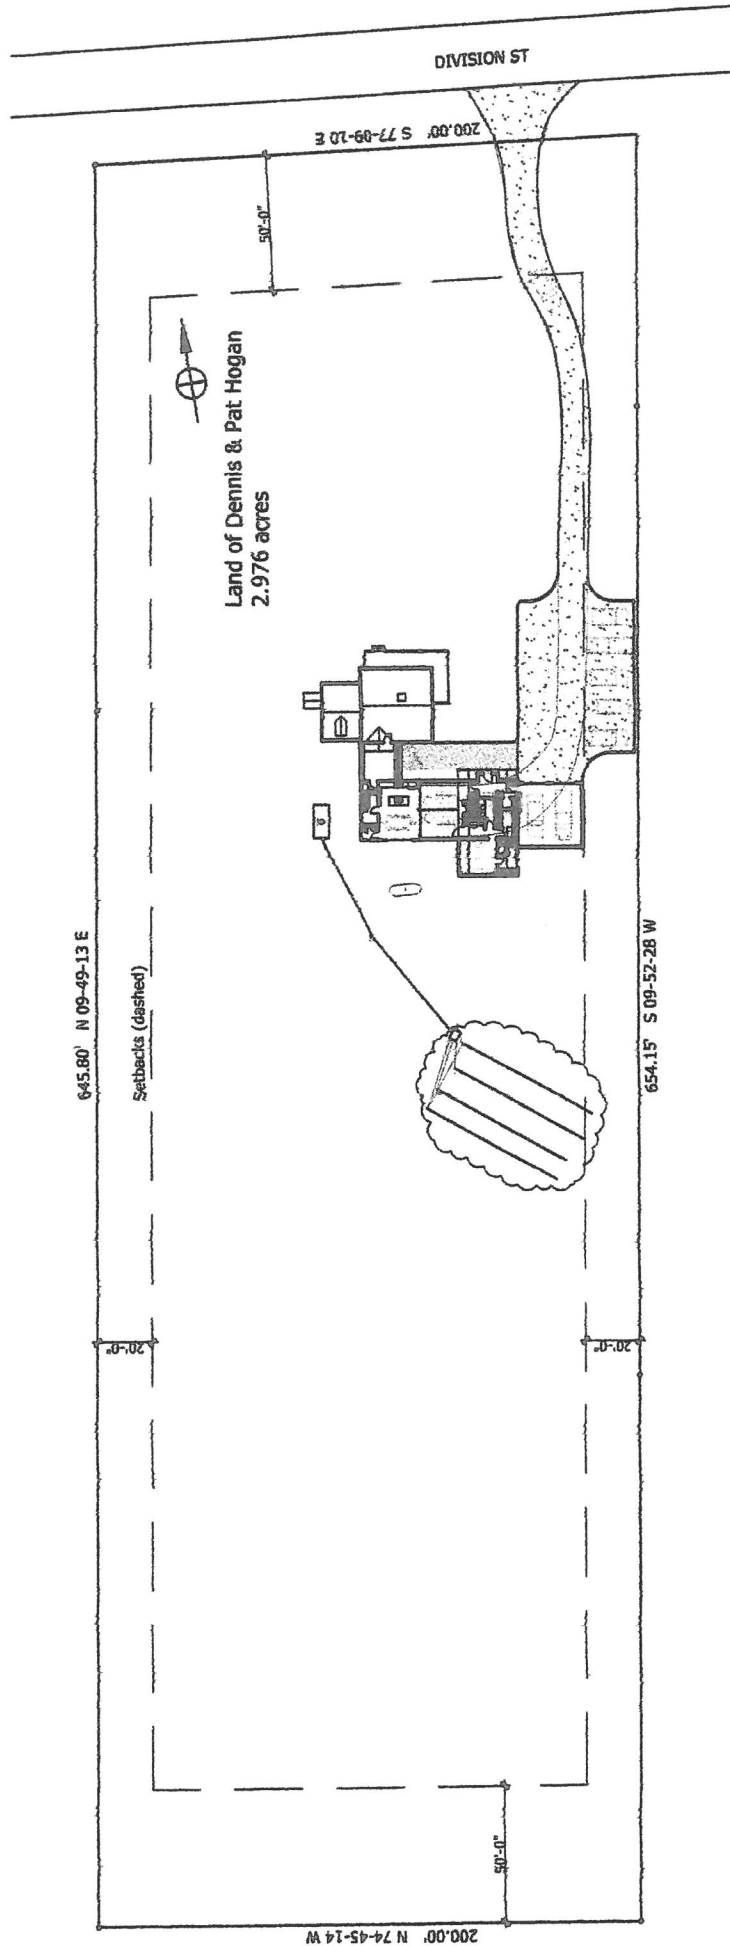 DIVISION ST
200.00' S 77-09-10 E
50'-0"
Land of Dennis & Pat Hogan
2.976 acres
645.80' N 09-49-13 E
Setbacks (dashed)
654.15' S 09-52-28 W
20'-0"
20'-0"
50'-0"
200.00' N 74-45-14 W